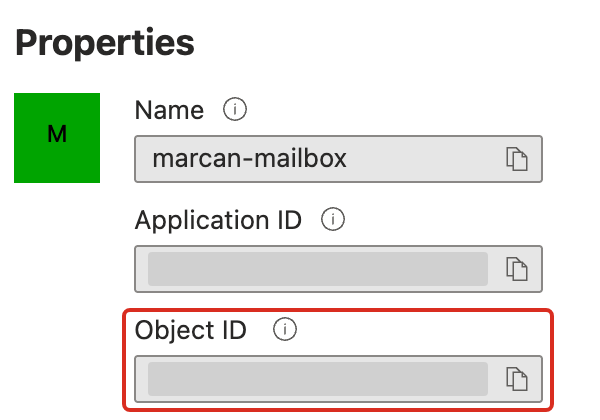 Properties
M
Name
marcan-mailbox
Application ID
Object ID